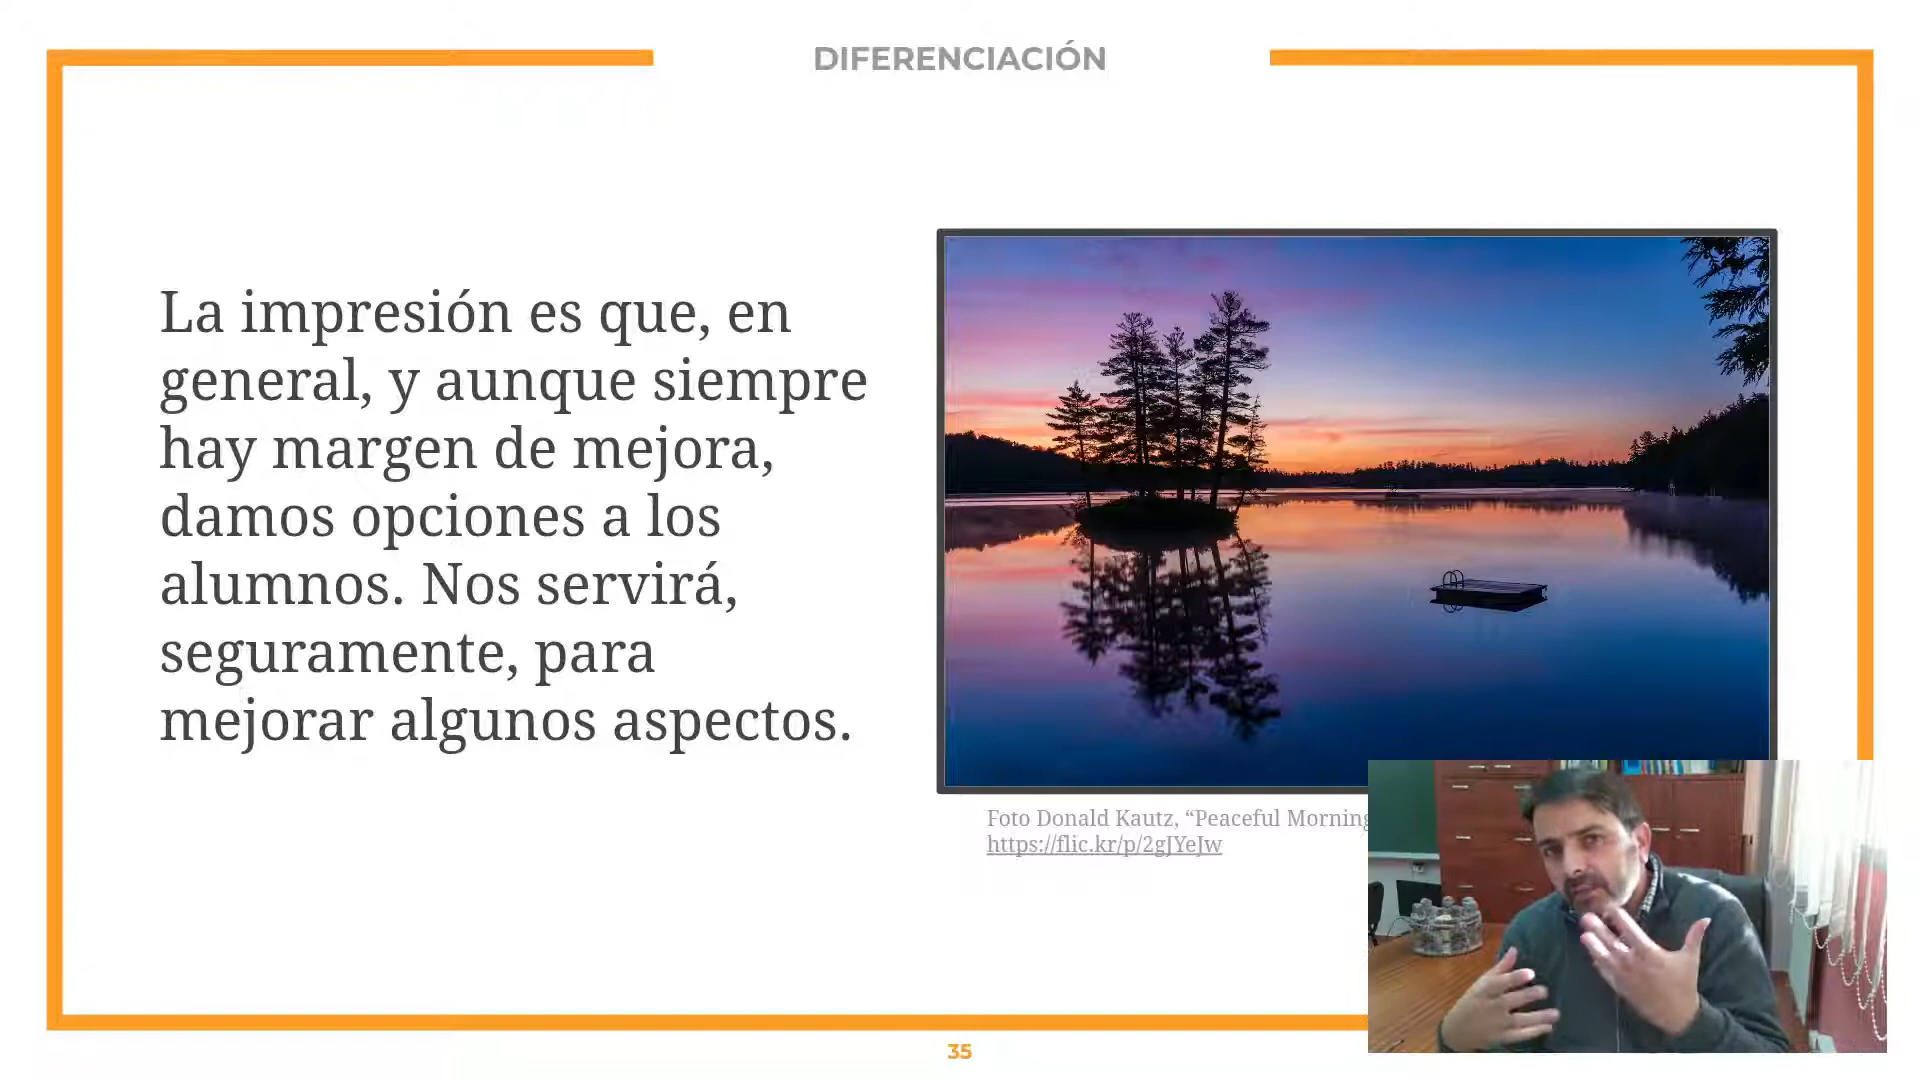 DIFERENCIACIÓN
La impresión es que, en
general, y aunque siempre
hay margen de mejora,
damos opciones a los
alumnos. Nos servirá,
seguramente, para
mejorar algunos aspectos.
Foto Donald Kautz, “Peaceful Morning
https://flic.kr/p/2gJYeJw
35